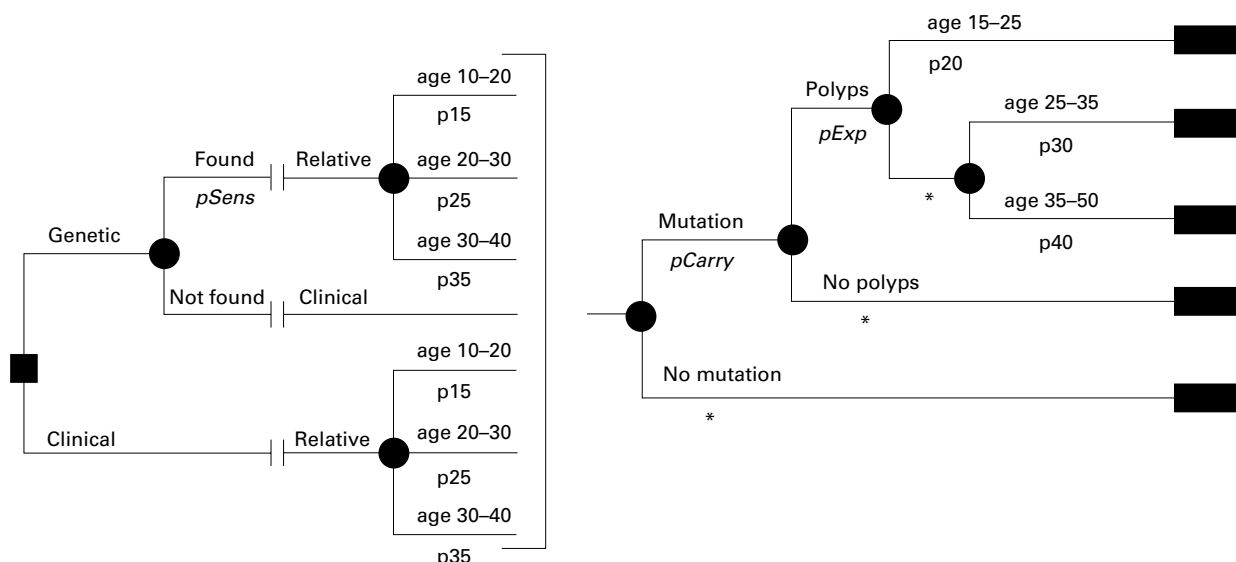 age 10–20
p15
Found
Relative
age 20–30
pSens
p25
Genetic
age 30–40
p35
Not found
Clinical
age 10–20
p15
age 20–30
Clinical
Relative
p25
age 30–40
p35
age 15–25
p20
Polyps
pExp
age 25–35
p30
*
age 35–50
p40
Mutation
pCarry
No polyps
*
No mutation
*